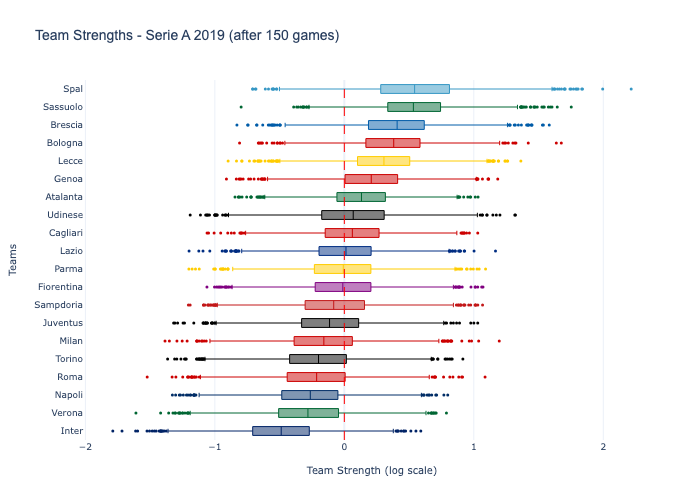 Team Strengths - Serie A 2019 (after 150 games)
Spal
Sassuolo
Brescia
Bologna
Lecce
Genoa
Atalanta
Udinese
Cagliari
Lazio
Parma
Fiorentina
Sampdoria
Juventus
Milan
Torino
Roma
Napoli
Verona
Inter
Teams
−2 −1 0 1 2
Team Strength (log scale)